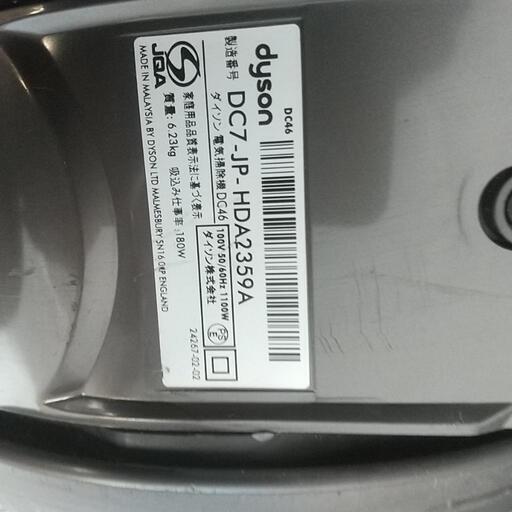 DC46
dyson
製造番号 DC7-JP-HDA2359A
ダイソン 電気掃除機 DC46
100V 50/60Hz 1100W
ダイソン株式会社
PS
E
家庭用品品質表示法に基づく表示
質量: 6.23kg 吸込み仕事率: 180W
JQA
MADE IN MALAYSIA BY DYSON LTD MALMESBURY SN16 0RP ENGLAND
24267-02-02